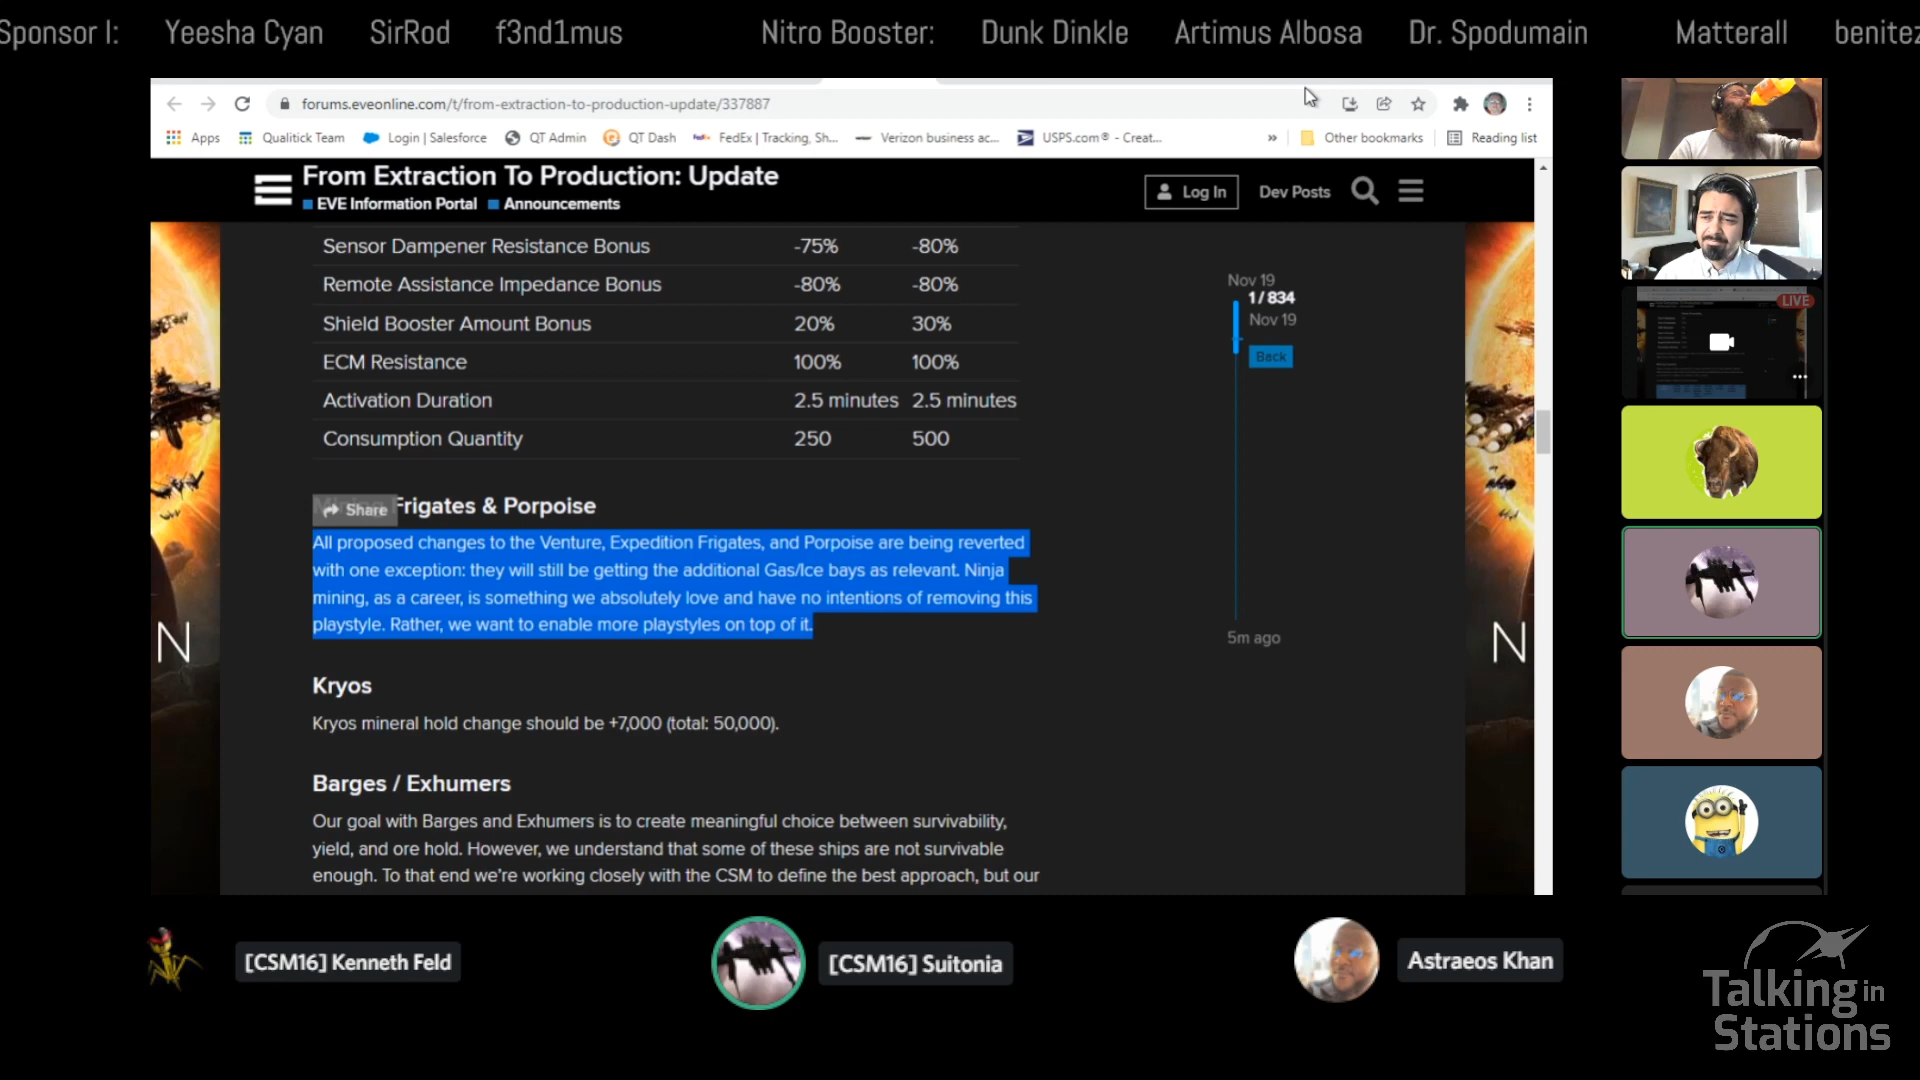 Sponsor I: Yeesha Cyan SirRod f3nd1mus Nitro Booster: Dunk Dinkle Artimus Albosa Dr. Spodumain Matterall benitez
forums.eveonline.com/t/from-extraction-to-production-update/337887
Apps Qualitick Team Login | Salesforce QT Admin QT Dash FedEx | Tracking, Sh... Verizon business ac... USPS.com® - Creat... » Other bookmarks Reading list
From Extraction To Production: Update
EVE Information Portal Announcements
Log In Dev Posts
Sensor Dampener Resistance Bonus -75% -80%
Remote Assistance Impedance Bonus -80% -80%
Shield Booster Amount Bonus 20% 30%
ECM Resistance 100% 100%
Activation Duration 2.5 minutes 2.5 minutes
Consumption Quantity 250 500
Nov 19
1 / 834
Nov 19
Back
5m ago
Share
Frigates & Porpoise
All proposed changes to the Venture, Expedition Frigates, and Porpoise are being reverted
with one exception: they will still be getting the additional Gas/Ice bays as relevant. Ninja
mining, as a career, is something we absolutely love and have no intentions of removing this
playstyle. Rather, we want to enable more playstyles on top of it.
Kryos
Kryos mineral hold change should be +7,000 (total: 50,000).
Barges / Exhumers
Our goal with Barges and Exhumers is to create meaningful choice between survivability,
yield, and ore hold. However, we understand that some of these ships are not survivable
enough. To that end we're working closely with the CSM to define the best approach, but our
N
N
LIVE
[CSM16] Kenneth Feld
[CSM16] Suitonia
Astraeos Khan
Talking in
Stations